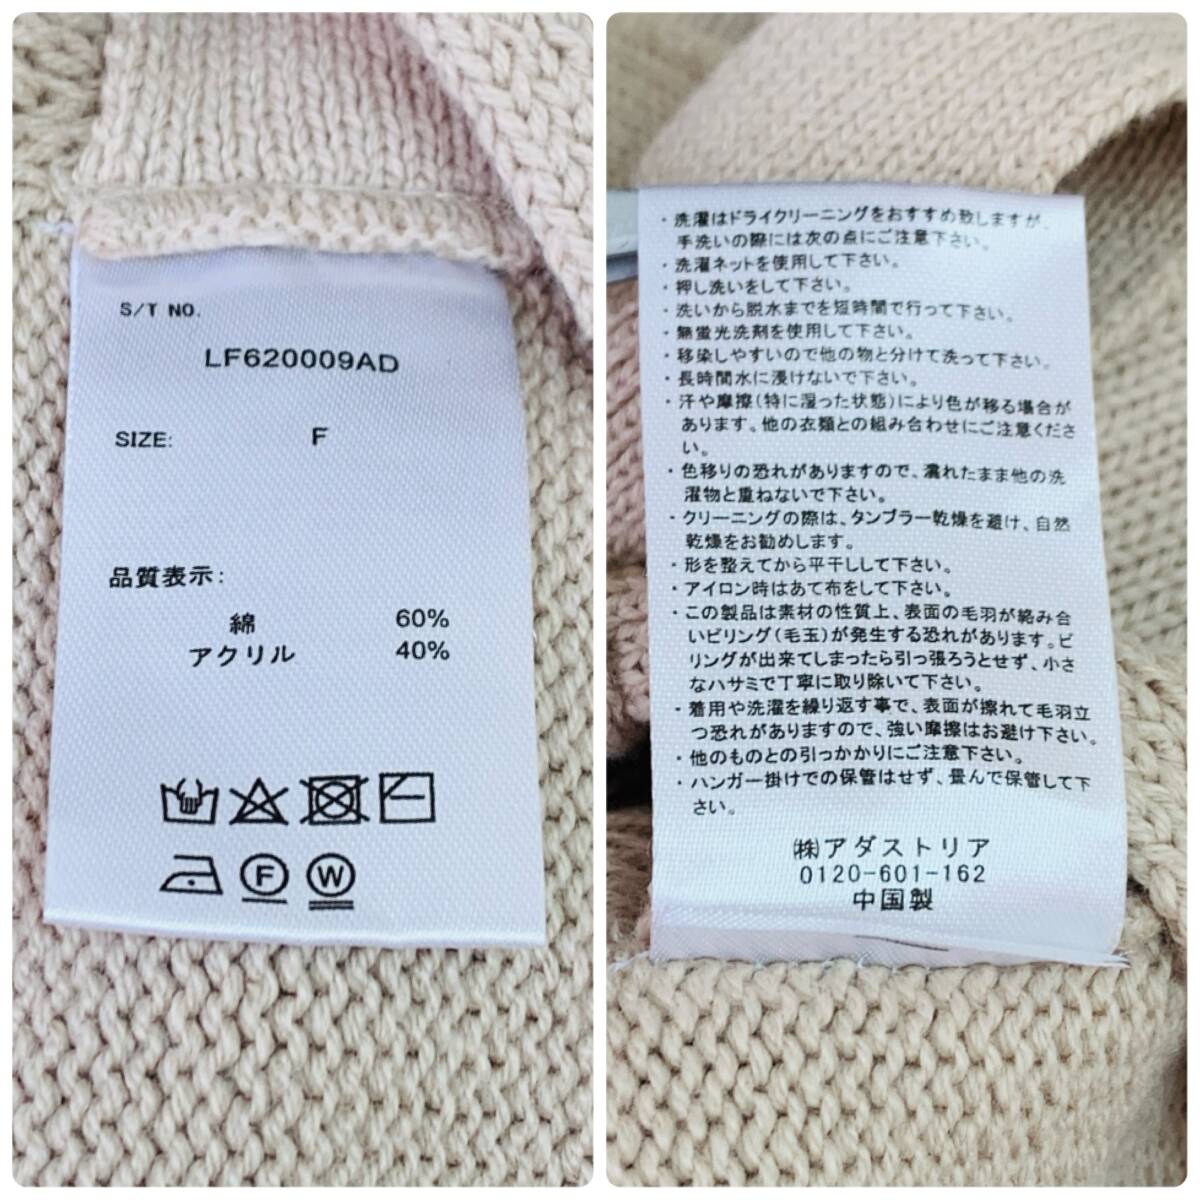 S/T NO.
LF620009AD
SIZE: F
品質表示:
綿 60%
アクリル 40%
F W
・洗濯はドライクリーニングをおすすめ致しますが、
手洗いの際には次の点にご注意下さい。
・洗濯ネットを使用して下さい。
・押し洗いをして下さい。
・洗いから脱水までを短時間で行って下さい。
・無蛍光洗剤を使用して下さい。
・移染しやすいので他の物と分けて洗って下さい。
・長時間水に浸けないで下さい。
・汗や摩擦(特に湿った状態)により色が移る場合が
あります。他の衣類との組み合わせにご注意くださ
い。
・色移りの恐れがありますので、濡れたまま他の洗
濯物と重ねないで下さい。
・クリーニングの際は、タンブラー乾燥を避け、自然
乾燥をお勧めします。
・形を整えてから平干しして下さい。
・アイロン時はあて布をして下さい。
・この製品は素材の性質上、表面の毛羽が絡み合
いピリング(毛玉)が発生する恐れがあります。ピ
リングが出来てしまったら引っ張ろうとせず、小さ
なハサミで丁寧に取り除いて下さい。
・着用や洗濯を繰り返す事で、表面が擦れて毛羽立
つ恐れがありますので、強い摩擦はお避け下さい。
・他のものとの引っかかりにご注意下さい。
・ハンガー掛けでの保管はせず、畳んで保管して下
さい。
㈱アダストリア
0120-601-162
中国製